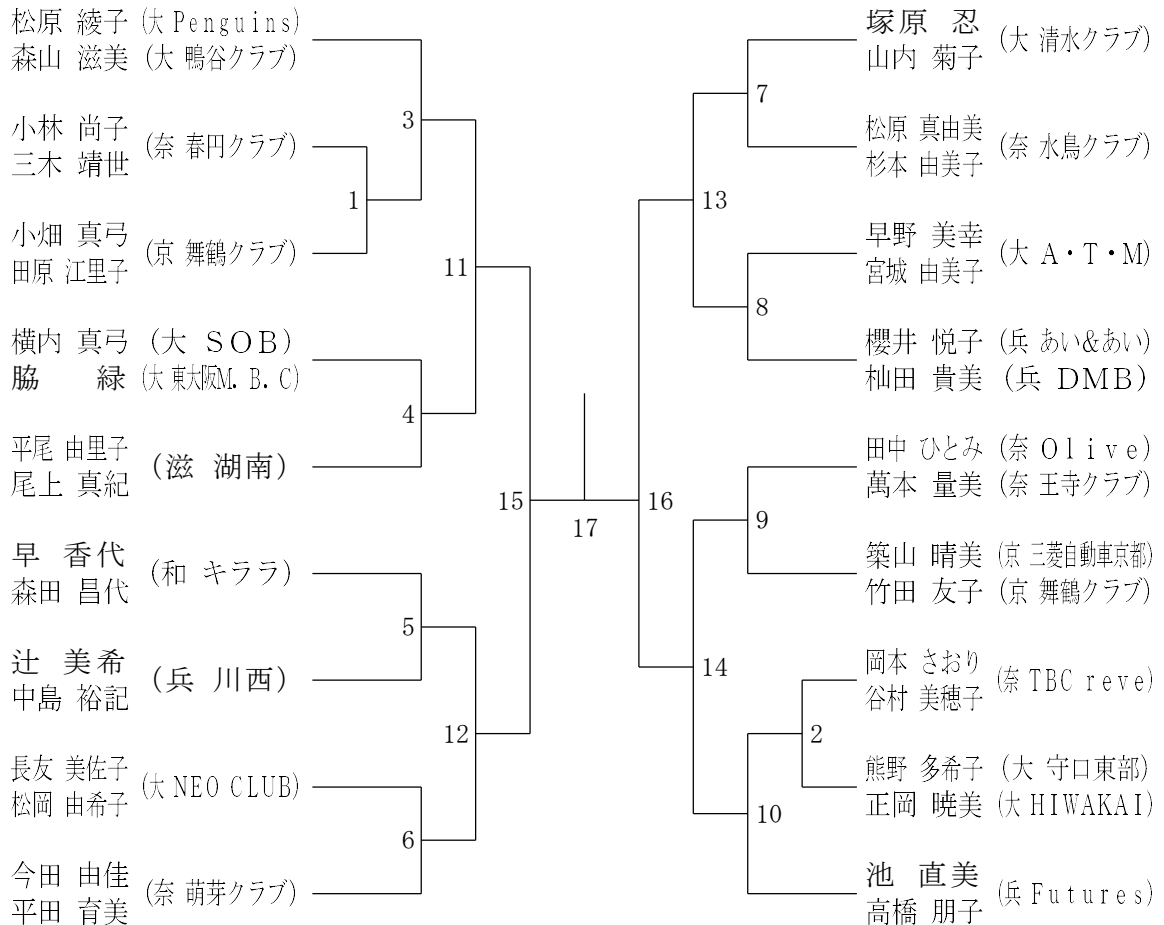 松原 綾子 (大 Penguins)
森山 滋美 (大 鴨谷クラブ)
3
小林 尚子
三木 靖世
(奈 春円クラブ)
1
小畑 真弓
田原 江里子
(京 舞鶴クラブ)
11
横内 真弓 (大 SOB)
脇 緑 (大 東大阪M.B.C)
4
平尾 由里子
尾上 真紀
(滋 湖南)
15
早 香代
森田 昌代
(和 キララ)
5
辻 美希
中島 裕記
(兵 川西)
12
長友 美佐子
松岡 由希子
(大 NEO CLUB)
6
今田 由佳
平田 育美
(奈 萌芽クラブ)
17
塚原 忍
山内 菊子
(大 清水クラブ)
7
松原 真由美
杉本 由美子
(奈 水鳥クラブ)
13
早野 美幸
宮城 由美子
(大 A・T・M)
8
櫻井 悦子 (兵 あい&あい)
杣田 貴美 (兵 DMB)
16
田中 ひとみ (奈 Olive)
萬本 量美 (奈 王寺クラブ)
9
築山 晴美 (京 三菱自動車京都)
竹田 友子 (京 舞鶴クラブ)
14
岡本 さおり
谷村 美穂子
(奈 TBC reve)
2
熊野 多希子 (大 守口東部)
正岡 暁美 (大 HIWAKAI)
10
池 直美
高橋 朋子
(兵 Futures)